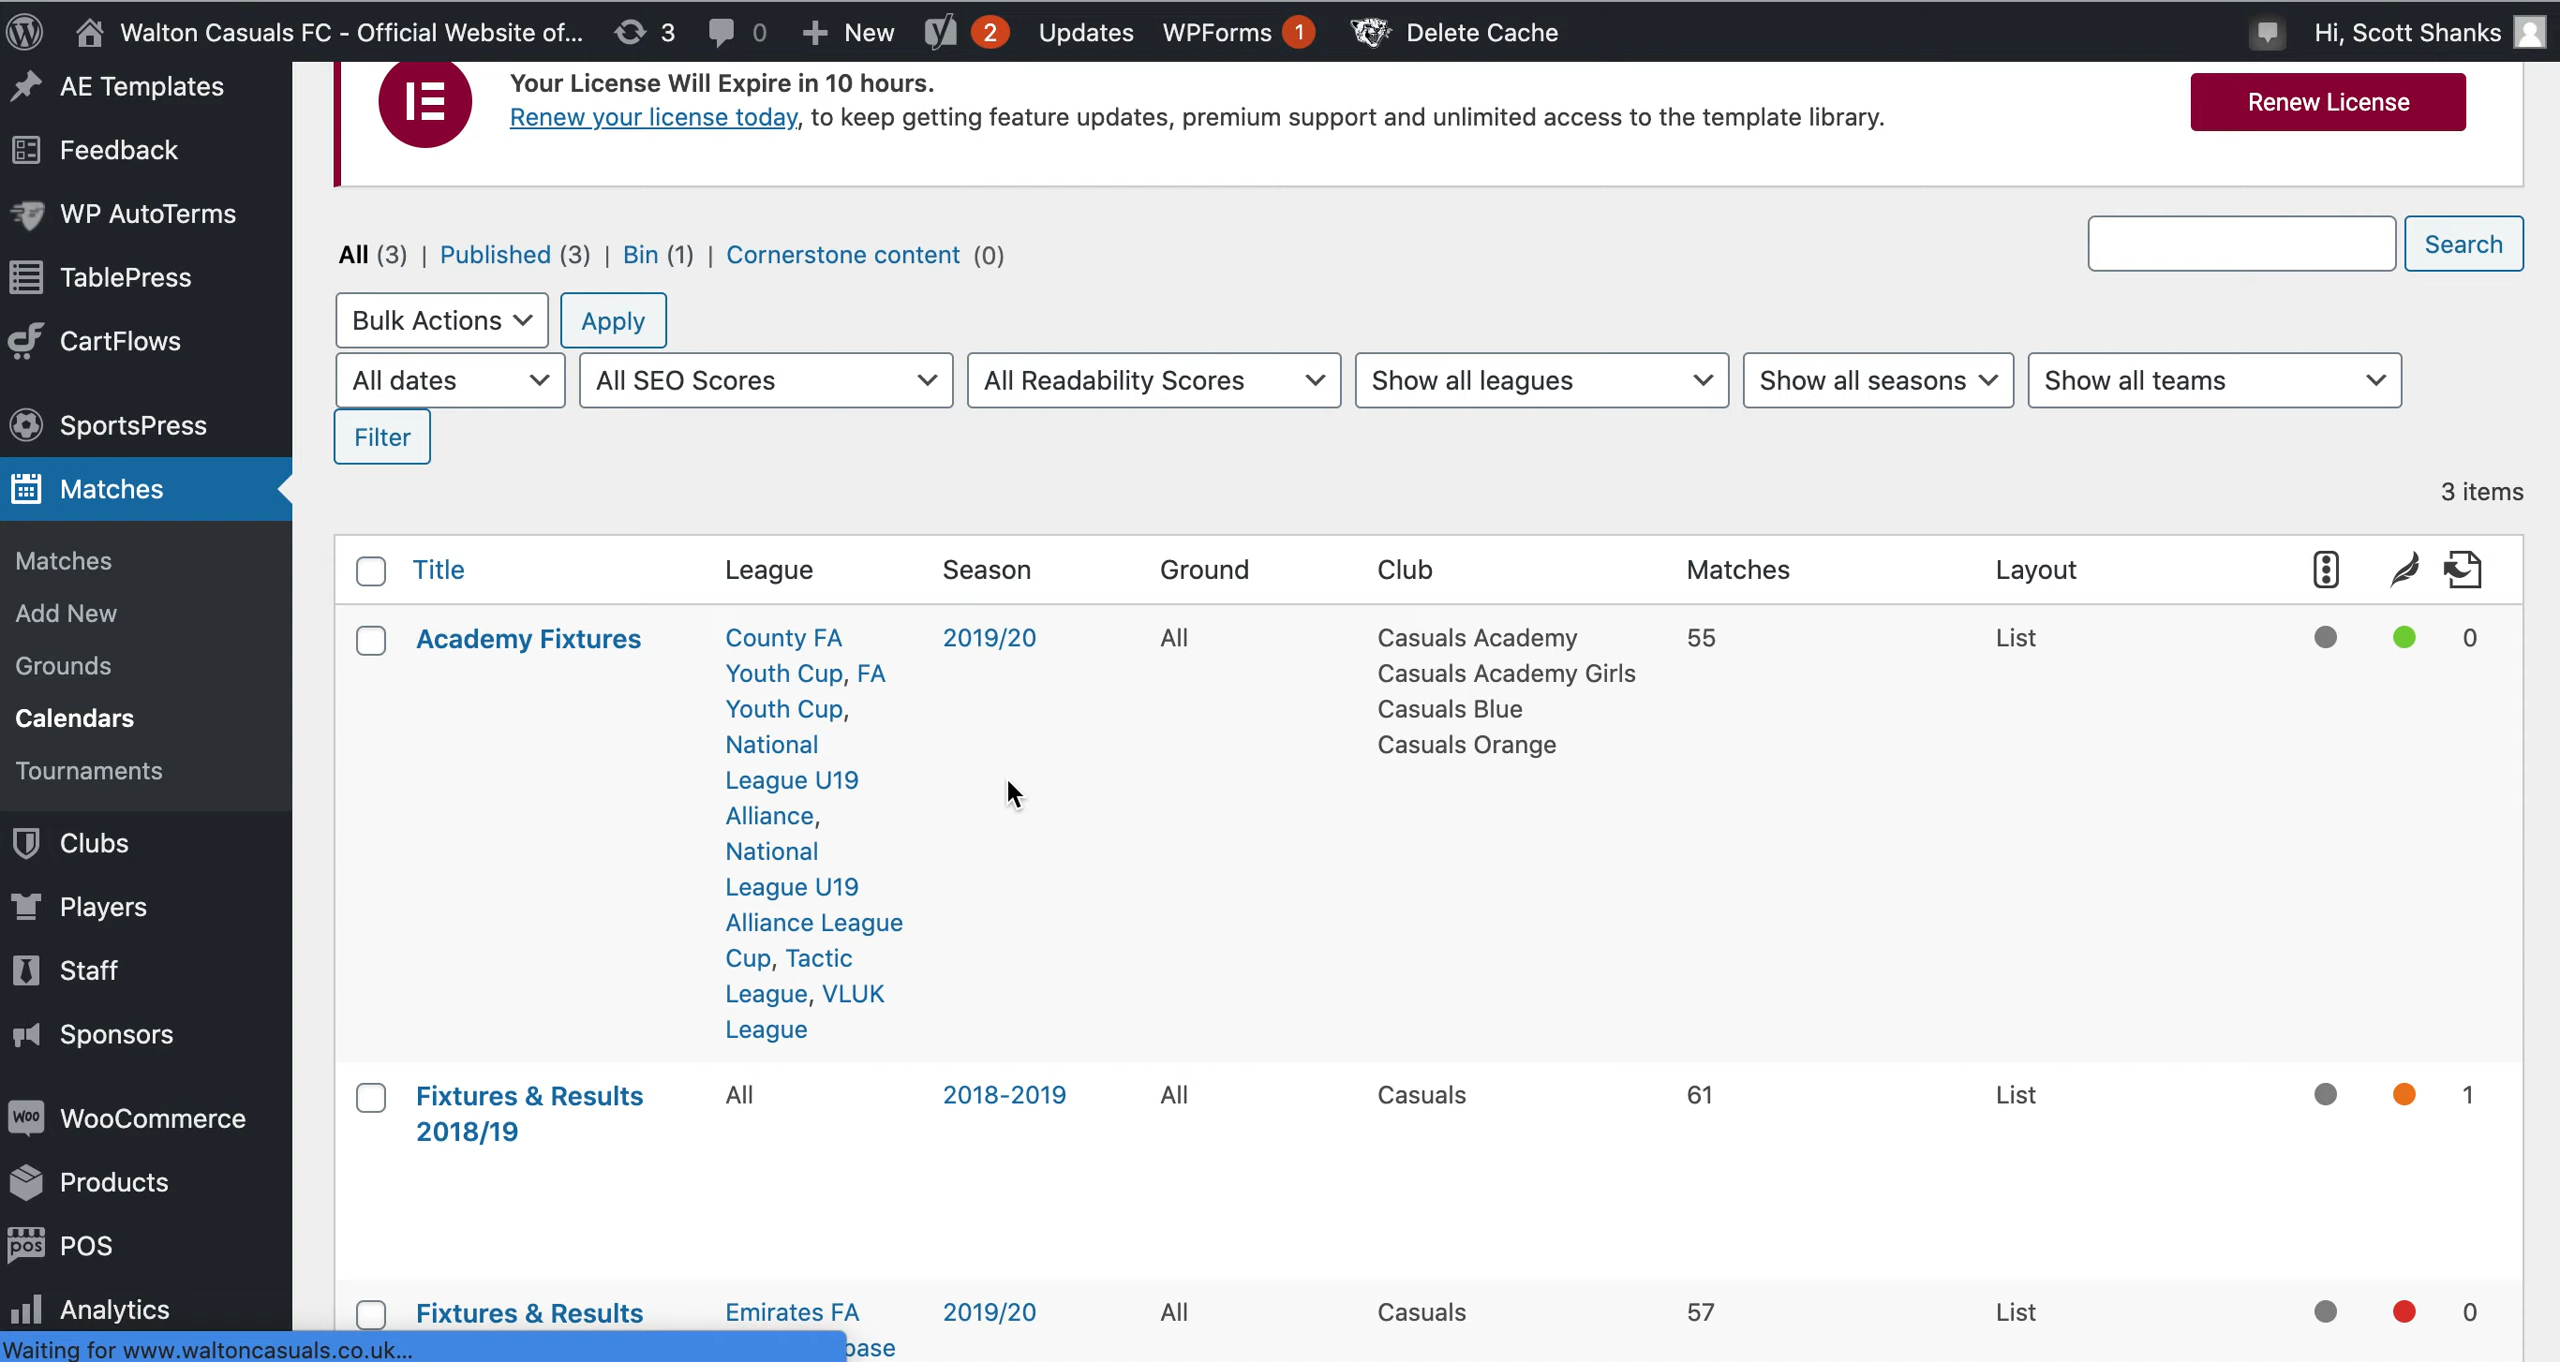 Walton Casuals FC - Official Website of... 3 0 New 2 Updates WPForms 1 Delete Cache Hi, Scott Shanks
AE Templates
Feedback
WP AutoTerms
TablePress
CartFlows
SportsPress
Matches
Matches
Add New
Grounds
Calendars
Tournaments
Clubs
Players
Staff
Sponsors
WOO WooCommerce
Products
POS POS
Analytics
Waiting for www.waltoncasuals.co.uk...
Your License Will Expire in 10 hours.
Renew your license today, to keep getting feature updates, premium support and unlimited access to the template library.
Renew License
All (3) | Published (3) | Bin (1) | Cornerstone content (0)
Search
Bulk Actions Apply
All dates All SEO Scores All Readability Scores Show all leagues Show all seasons Show all teams
Filter
3 items
Title League Season Ground Club Matches Layout
Academy Fixtures County FA 2019/20 All Casuals Academy 55 List 0
Youth Cup, FA Casuals Academy Girls
Youth Cup, Casuals Blue
National Casuals Orange
League U19
Alliance,
National
League U19
Alliance League
Cup, Tactic
League, VLUK
League
Fixtures & Results All 2018-2019 All Casuals 61 List 1
2018/19
Fixtures & Results Emirates FA 2019/20 All Casuals 57 List 0
base